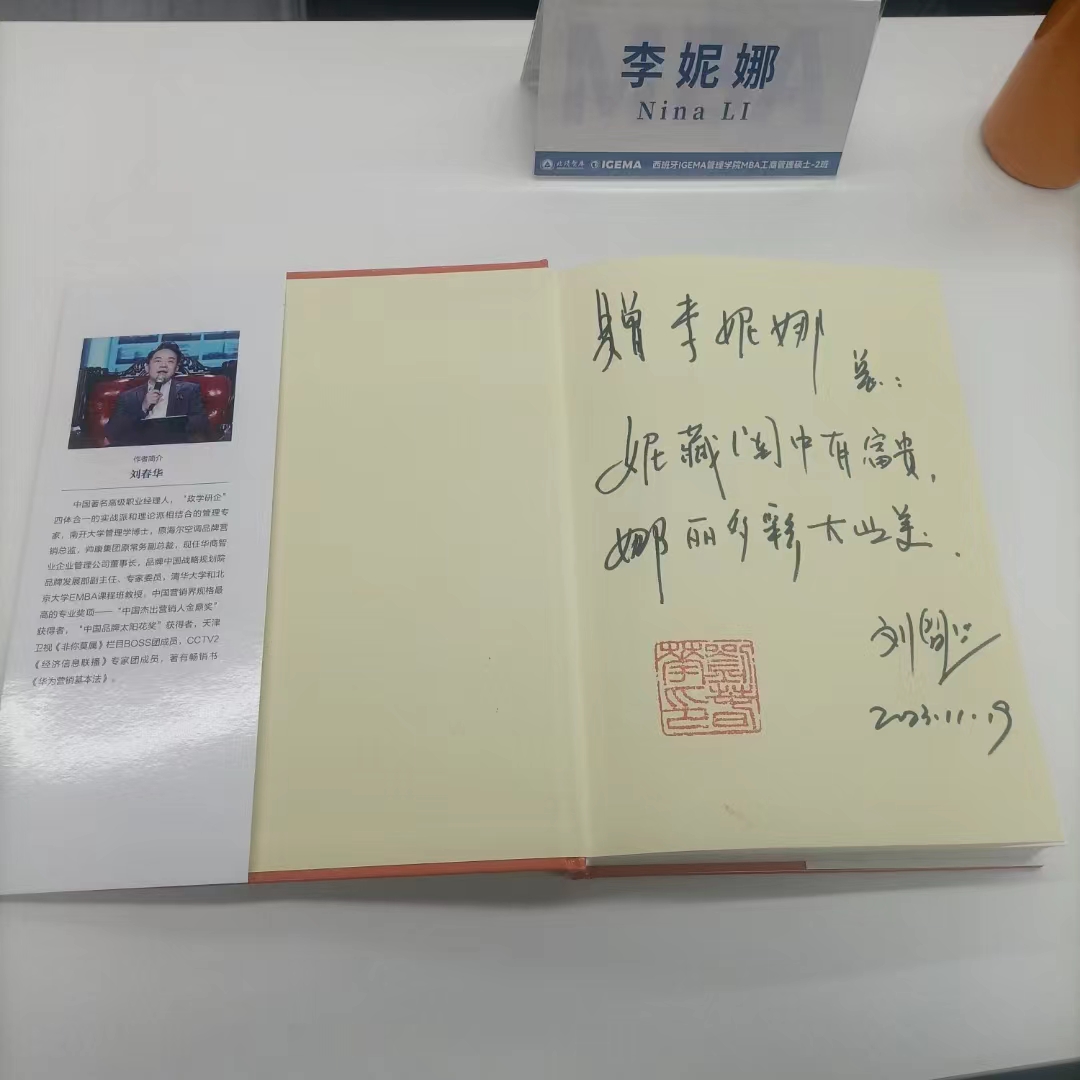 李妮娜
Nina LI
IGEMA 西班牙IGEMA管理学院MBA工商管理硕士-2班
作者简介
刘春华
中国著名高级职业经理人，“政学研企”
四体合一的实战派和理论派相结合的管理专
家，南开大学管理学博士，原海尔空调品牌营
销总监，帅康集团原常务副总裁，现任华商智
业企业管理公司董事长，品牌中国战略规划院
品牌发展部副主任、专家委员，清华大学和北
京大学EMBA课程班教授，中国营销界规格最
高的专业奖项——“中国杰出营销人金鼎奖”
获得者，“中国品牌太阳花奖”获得者，天津
卫视《非你莫属》栏目BOSS团成员，CCTV2
《经济信息联播》专家团成员，著有畅销书
《华为营销基本法》。
赠李妮娜总：
妮藏闺中有富贵，
娜丽多彩大业美．
刘春华
2023.11.19